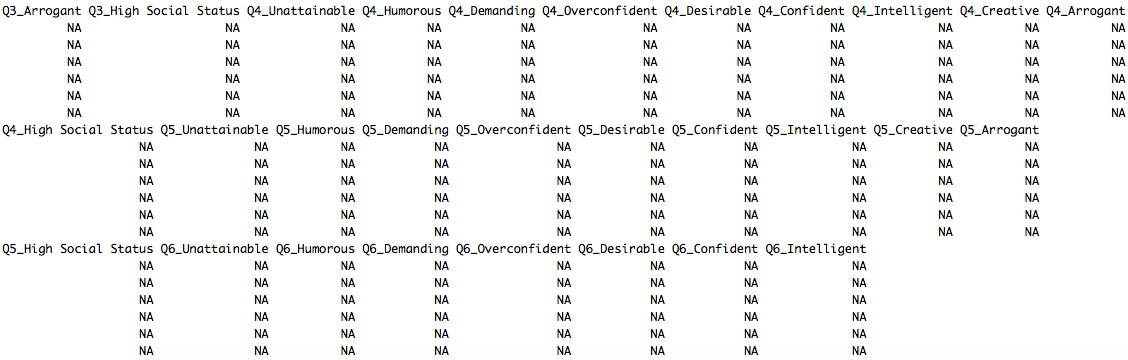 Q3_Arrogant Q3_High Social Status Q4_Unattainable Q4_Humorous Q4_Demanding Q4_Overconfident Q4_Desirable Q4_Confident Q4_Intelligent Q4_Creative Q4_Arrogant
NA NA NA NA NA NA NA NA NA NA NA
NA NA NA NA NA NA NA NA NA NA NA
NA NA NA NA NA NA NA NA NA NA NA
NA NA NA NA NA NA NA NA NA NA NA
NA NA NA NA NA NA NA NA NA NA NA
NA NA NA NA NA NA NA NA NA NA NA
Q4_High Social Status Q5_Unattainable Q5_Humorous Q5_Demanding Q5_Overconfident Q5_Desirable Q5_Confident Q5_Intelligent Q5_Creative Q5_Arrogant
NA NA NA NA NA NA NA NA NA NA
NA NA NA NA NA NA NA NA NA NA
NA NA NA NA NA NA NA NA NA NA
NA NA NA NA NA NA NA NA NA NA
NA NA NA NA NA NA NA NA NA NA
NA NA NA NA NA NA NA NA NA NA
Q5_High Social Status Q6_Unattainable Q6_Humorous Q6_Demanding Q6_Overconfident Q6_Desirable Q6_Confident Q6_Intelligent
NA NA NA NA NA NA NA NA
NA NA NA NA NA NA NA NA
NA NA NA NA NA NA NA NA
NA NA NA NA NA NA NA NA
NA NA NA NA NA NA NA NA
NA NA NA NA NA NA NA NA